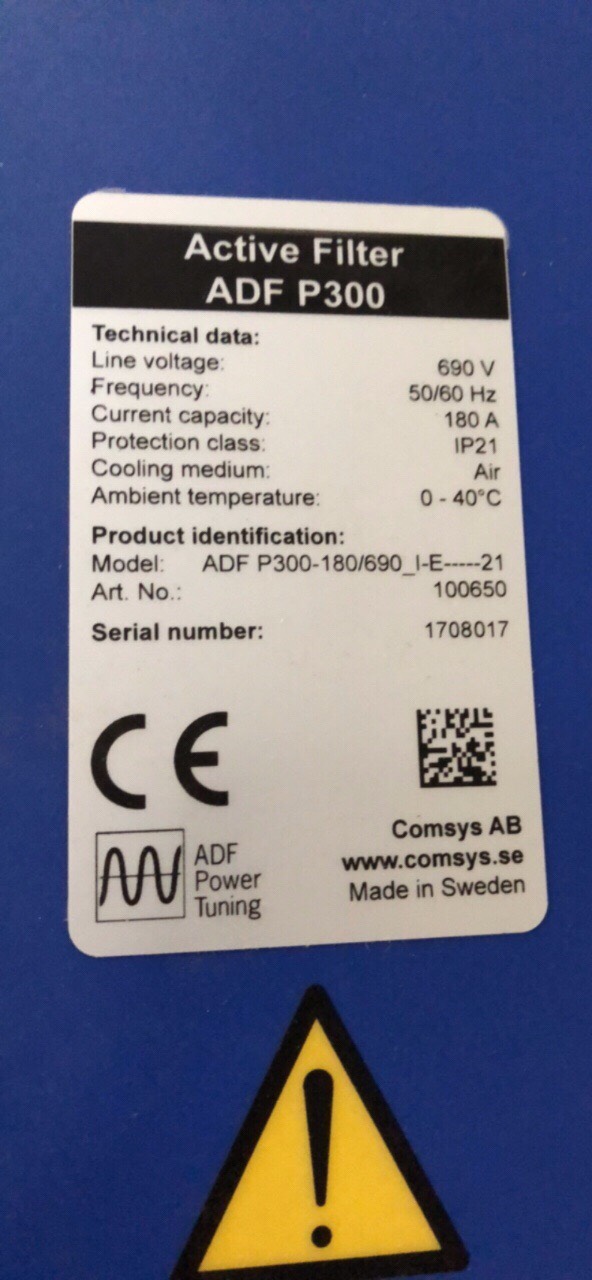 Active Filter
ADF P300
Technical data:
Line voltage: 690 V
Frequency: 50/60 Hz
Current capacity: 180 A
Protection class: IP21
Cooling medium: Air
Ambient temperature: 0 - 40°C
Product identification:
Model: ADF P300-180/690_I-E-----21
Art. No.: 100650
Serial number: 1708017
CE
ADF
Power
Tuning
Comsys AB
www.comsys.se
Made in Sweden